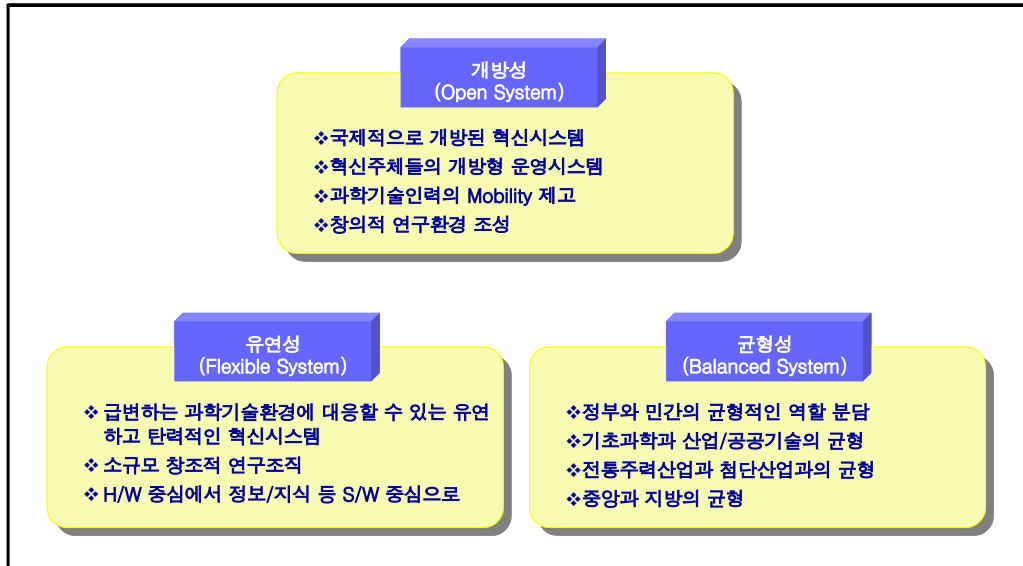 개방성
(Open System)
❖국제적으로 개방된 혁신시스템
❖혁신주체들의 개방형 운영시스템
❖과학기술인력의 Mobility 제고
❖창의적 연구환경 조성
유연성
(Flexible System)
❖ 급변하는 과학기술환경에 대응할 수 있는 유연
하고 탄력적인 혁신시스템
❖ 소규모 창조적 연구조직
❖ H/W 중심에서 정보/지식 등 S/W 중심으로
균형성
(Balanced System)
❖정부와 민간의 균형적인 역할 분담
❖기초과학과 산업/공공기술의 균형
❖전통주력산업과 첨단산업과의 균형
❖중앙과 지방의 균형